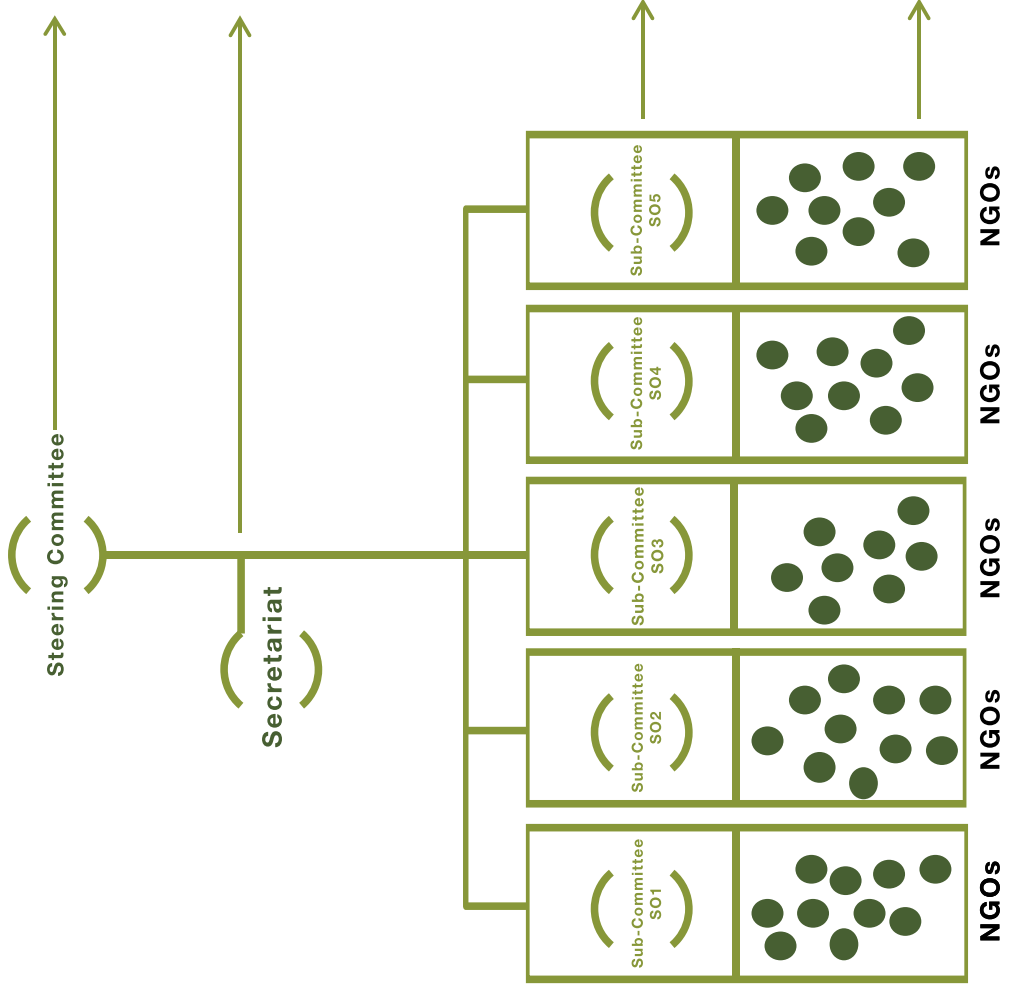 Steering Committee
Secretariat
Sub-Committee
SO1
Sub-Committee
SO2
Sub-Committee
SO3
Sub-Committee
SO4
Sub-Committee
SO5
NGOs
NGOs
NGOs
NGOs
NGOs